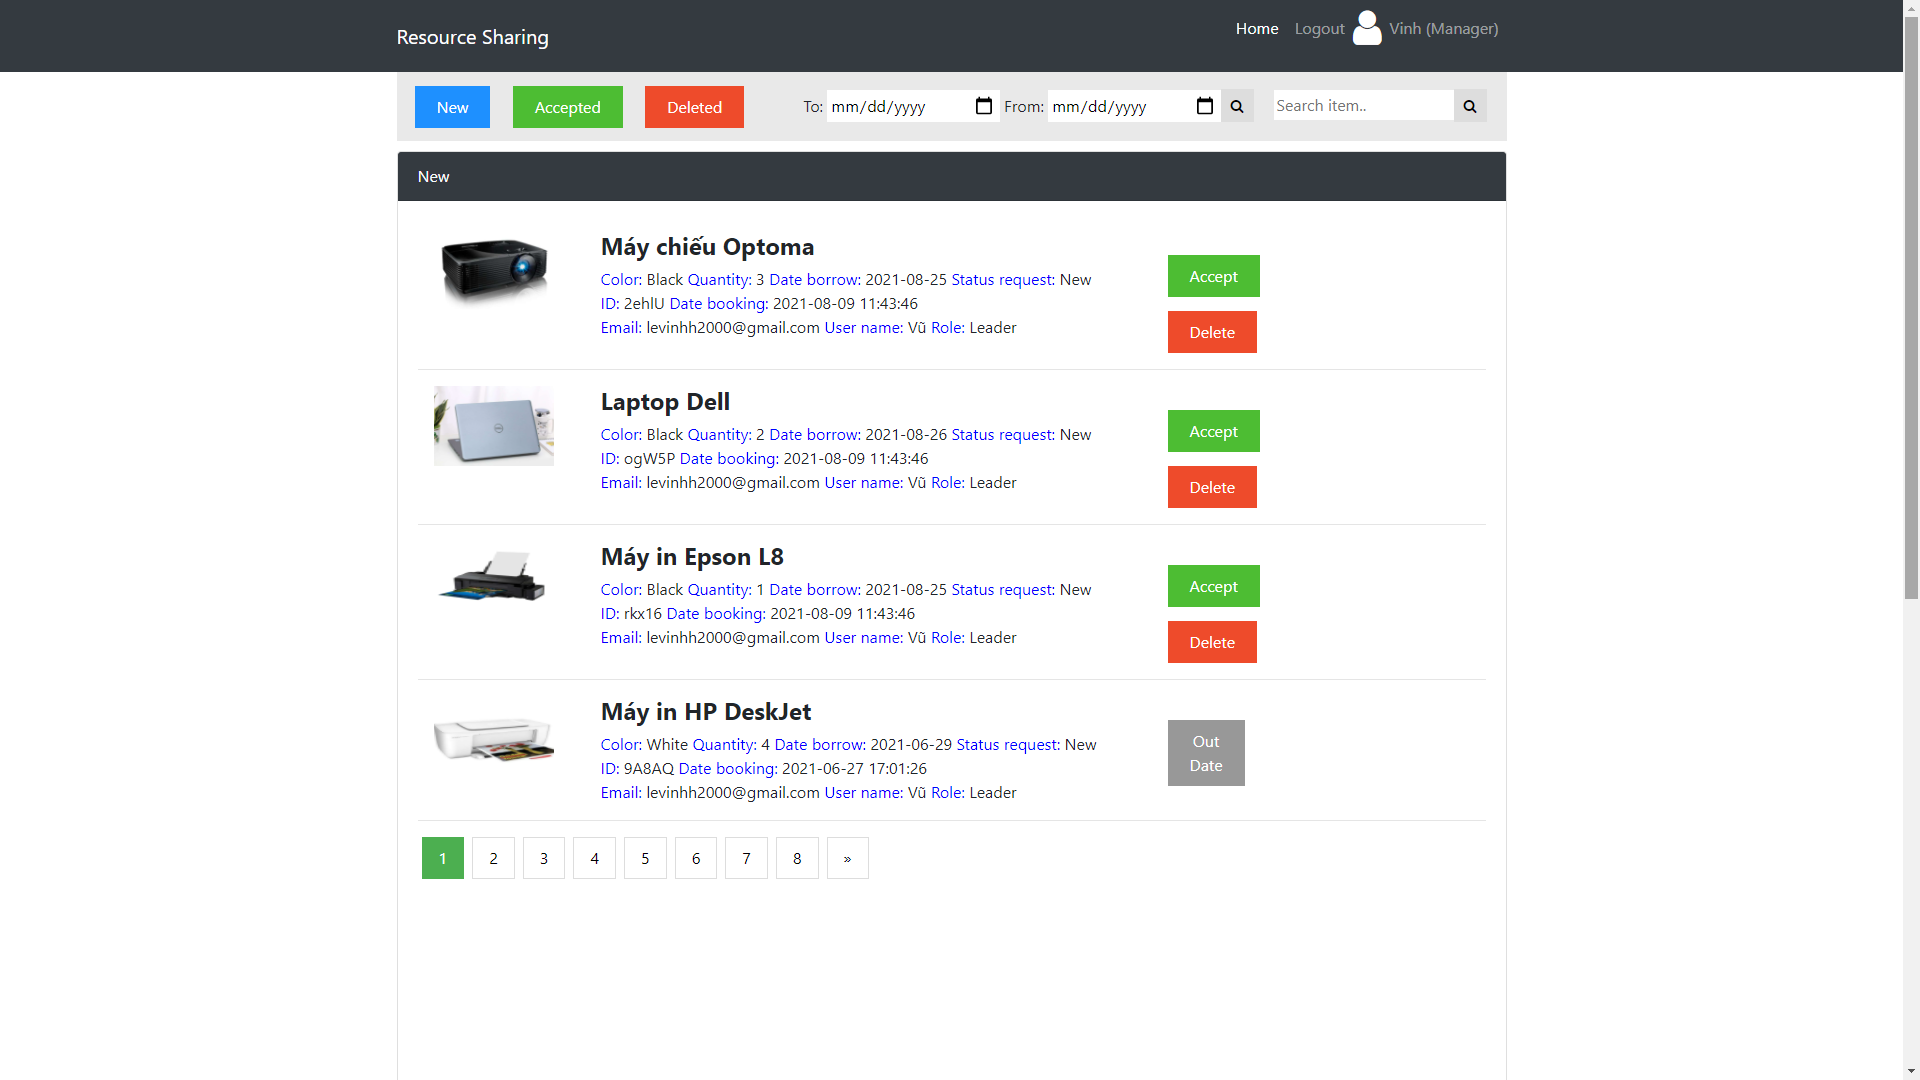 Resource Sharing
Home Logout Vinh (Manager)
New Accepted Deleted To: mm/dd/yyyy From: mm/dd/yyyy Search item..
New
Máy chiếu Optoma
Color: Black Quantity: 3 Date borrow: 2021-08-25 Status request: New
ID: 2ehlU Date booking: 2021-08-09 11:43:46
Email: levinhh2000@gmail.com User name: Vũ Role: Leader
Accept
Delete
Laptop Dell
Color: Black Quantity: 2 Date borrow: 2021-08-26 Status request: New
ID: ogW5P Date booking: 2021-08-09 11:43:46
Email: levinhh2000@gmail.com User name: Vũ Role: Leader
Accept
Delete
Máy in Epson L8
Color: Black Quantity: 1 Date borrow: 2021-08-25 Status request: New
ID: rkx16 Date booking: 2021-08-09 11:43:46
Email: levinhh2000@gmail.com User name: Vũ Role: Leader
Accept
Delete
Máy in HP DeskJet
Color: White Quantity: 4 Date borrow: 2021-06-29 Status request: New
ID: 9A8AQ Date booking: 2021-06-27 17:01:26
Email: levinhh2000@gmail.com User name: Vũ Role: Leader
Out
Date
1 2 3 4 5 6 7 8 »